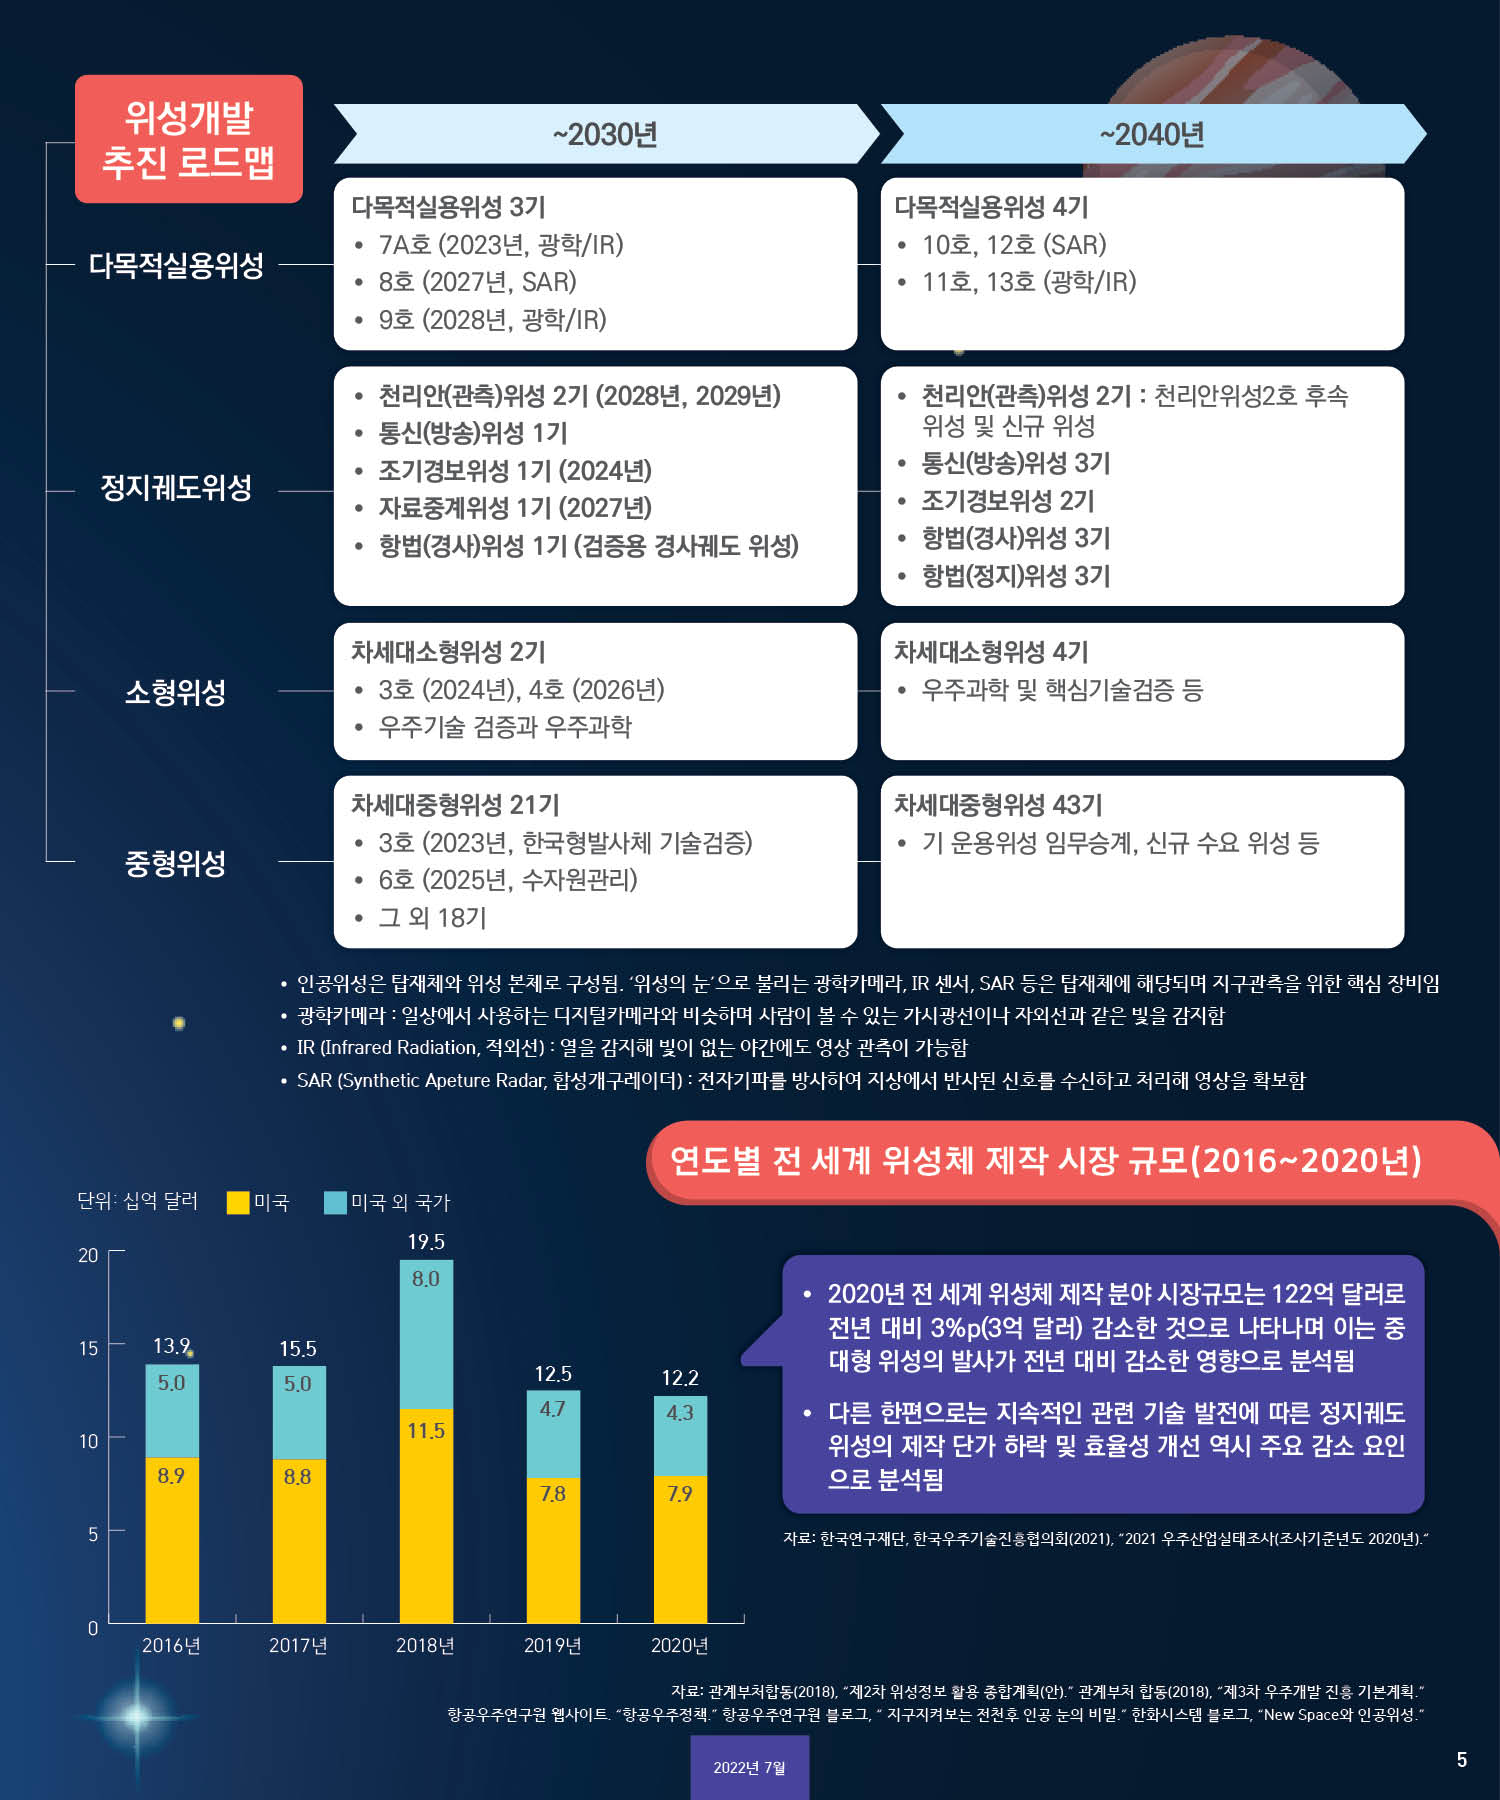 위성개발
추진 로드맵
~2030년
~2040년
다목적실용위성
다목적실용위성 3기
• 7A호 (2023년, 광학/IR)
• 8호 (2027년, SAR)
• 9호 (2028년, 광학/IR)
다목적실용위성 4기
• 10호, 12호 (SAR)
• 11호, 13호 (광학/IR)
정지궤도위성
• 천리안(관측)위성 2기 (2028년, 2029년)
• 통신(방송)위성 1기
• 조기경보위성 1기 (2024년)
• 자료중계위성 1기 (2027년)
• 항법(경사)위성 1기 (검증용 경사궤도 위성)
• 천리안(관측)위성 2기 : 천리안위성2호 후속
위성 및 신규 위성
• 통신(방송)위성 3기
• 조기경보위성 2기
• 항법(경사)위성 3기
• 항법(정지)위성 3기
소형위성
차세대소형위성 2기
• 3호 (2024년), 4호 (2026년)
• 우주기술 검증과 우주과학
차세대소형위성 4기
• 우주과학 및 핵심기술검증 등
중형위성
차세대중형위성 21기
• 3호 (2023년, 한국형발사체 기술검증)
• 6호 (2025년, 수자원관리)
• 그 외 18기
차세대중형위성 43기
• 기 운용위성 임무승계, 신규 수요 위성 등
• 인공위성은 탑재체와 위성 본체로 구성됨. ‘위성의 눈’으로 불리는 광학카메라, IR 센서, SAR 등은 탑재체에 해당되며 지구관측을 위한 핵심 장비임
• 광학카메라 : 일상에서 사용하는 디지털카메라와 비슷하며 사람이 볼 수 있는 가시광선이나 자외선과 같은 빛을 감지함
• IR (Infrared Radiation, 적외선) : 열을 감지해 빛이 없는 야간에도 영상 관측이 가능함
• SAR (Synthetic Apeture Radar, 합성개구레이더) : 전자기파를 방사하여 지상에서 반사된 신호를 수신하고 처리해 영상을 확보함
연도별 전 세계 위성체 제작 시장 규모(2016~2020년)
단위: 십억 달러
미국
미국 외 국가
20
15
10
5
0
13.9
5.0
8.9
15.5
5.0
8.8
19.5
8.0
11.5
12.5
4.7
7.8
12.2
4.3
7.9
2016년
2017년
2018년
2019년
2020년
• 2020년 전 세계 위성체 제작 분야 시장규모는 122억 달러로
전년 대비 3%p(3억 달러) 감소한 것으로 나타나며 이는 중
대형 위성의 발사가 전년 대비 감소한 영향으로 분석됨
• 다른 한편으로는 지속적인 관련 기술 발전에 따른 정지궤도
위성의 제작 단가 하락 및 효율성 개선 역시 주요 감소 요인
으로 분석됨
자료: 한국연구재단, 한국우주기술진흥협의회(2021), “2021 우주산업실태조사(조사기준년도 2020년).”
자료: 관계부처합동(2018), “제2차 위성정보 활용 종합계획(안).” 관계부처 합동(2018), “제3차 우주개발 진흥 기본계획.”
항공우주연구원 웹사이트. “항공우주정책.” 항공우주연구원 블로그, “ 지구지켜보는 전천후 인공 눈의 비밀.” 한화시스템 블로그, “New Space와 인공위성.”
2022년 7월
5